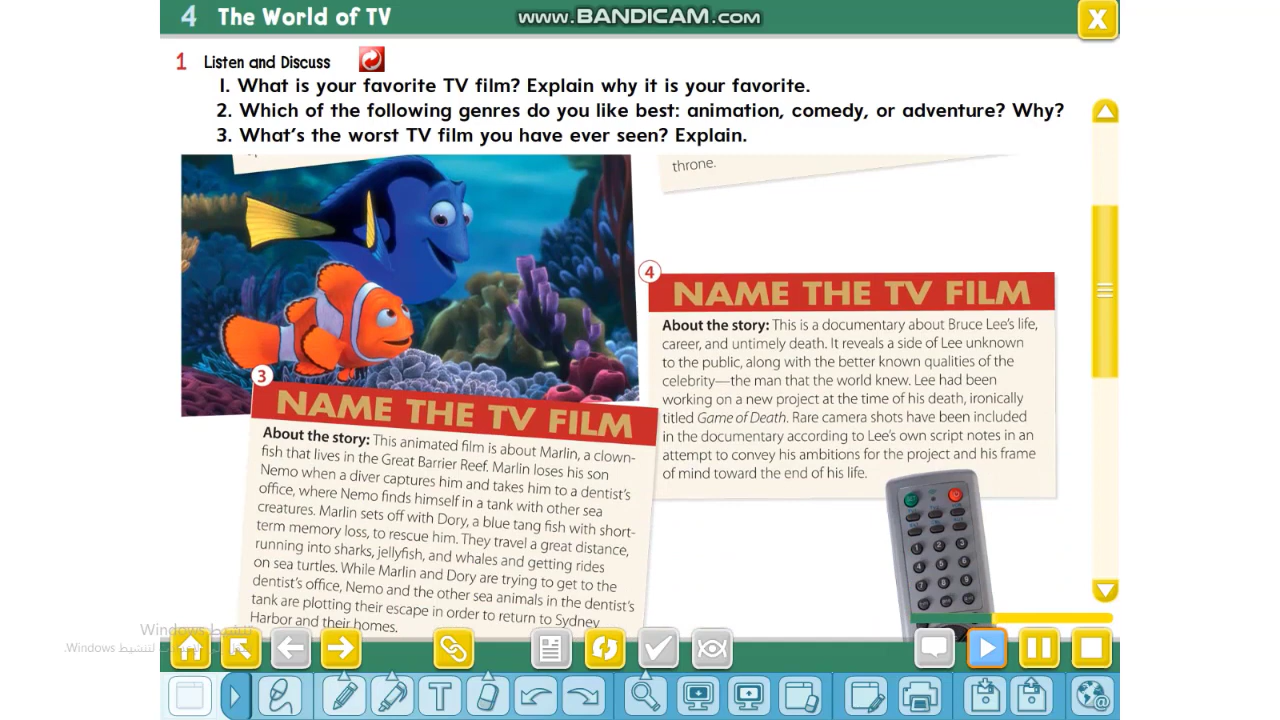 4 The World of TV
www.BANDICAM.com
X
1 Listen and Discuss
1. What is your favorite TV film? Explain why it is your favorite.
2. Which of the following genres do you like best: animation, comedy, or adventure? Why?
3. What's the worst TV film you have ever seen? Explain.
throne.
3
NAME THE TV FILM
About the story: This animated film is about Marlin, a clown-
fish that lives in the Great Barrier Reef. Marlin loses his son
Nemo when a diver captures him and takes him to a dentist's
office, where Nemo finds himself in a tank with other sea
creatures. Marlin sets off with Dory, a blue tang fish with short-
term memory loss, to rescue him. They travel a great distance,
running into sharks, jellyfish, and whales and getting rides
on sea turtles. While Marlin and Dory are trying to get to the
dentist's office, Nemo and the other sea animals in the dentist's
tank are plotting their escape in order to return to Sydney
Harbor and their homes.
4
NAME THE TV FILM
About the story: This is a documentary about Bruce Lee's life,
career, and untimely death. It reveals a side of Lee unknown
to the public, along with the better known qualities of the
celebrity—the man that the world knew. Lee had been
working on a new project at the time of his death, ironically
titled Game of Death. Rare camera shots have been included
in the documentary according to Lee's own script notes in an
attempt to convey his ambitions for the project and his frame
of mind toward the end of his life.
1 2 3
4 5 6
7 8 9
تنشيط Windows
لتنشيط Windows.
T